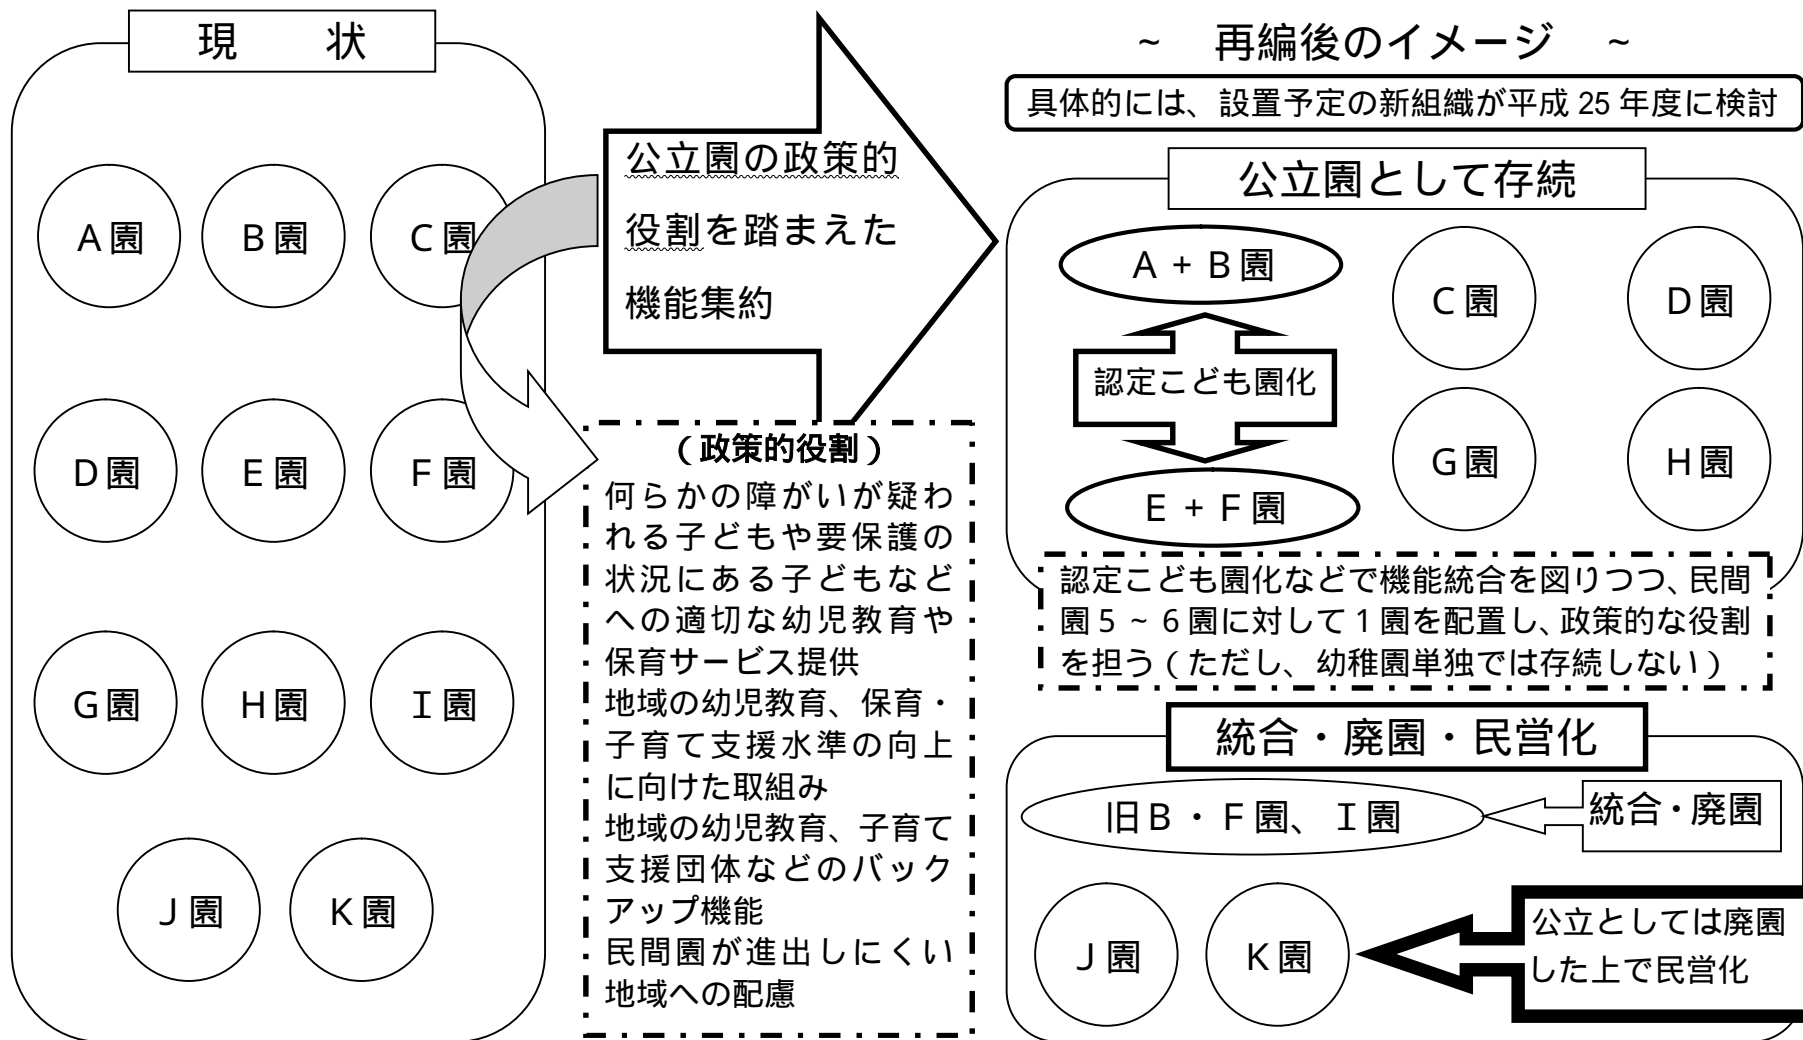 現　　状
A園
B園
C園
D園
E園
F園
G園
H園
I園
J園
K園
公立園の政策的
役割を踏まえた
機能集約
（政策的役割）
何らかの障がいが疑わ
れる子どもや要保護の
状況にある子どもなど
への適切な幼児教育や
保育サービス提供
地域の幼児教育、保育・
子育て支援水準の向上
に向けた取組み
地域の幼児教育、子育て
支援団体などのバック
アップ機能
民間園が進出しにくい
地域への配慮
~　再編後のイメージ　~
具体的には、設置予定の新組織が平成 25 年度に検討
公立園として存続
A + B園
C園
D園
認定こども園化
G園
H園
E + F園
認定こども園化などで機能統合を図りつつ、民間
園5 ~ 6園に対して1園を配置し、政策的な役割
を担う（ただし、幼稚園単独では存続しない）
統合・廃園・民営化
旧B・F園、I園
統合・廃園
J園
K園
公立としては廃園
した上で民営化